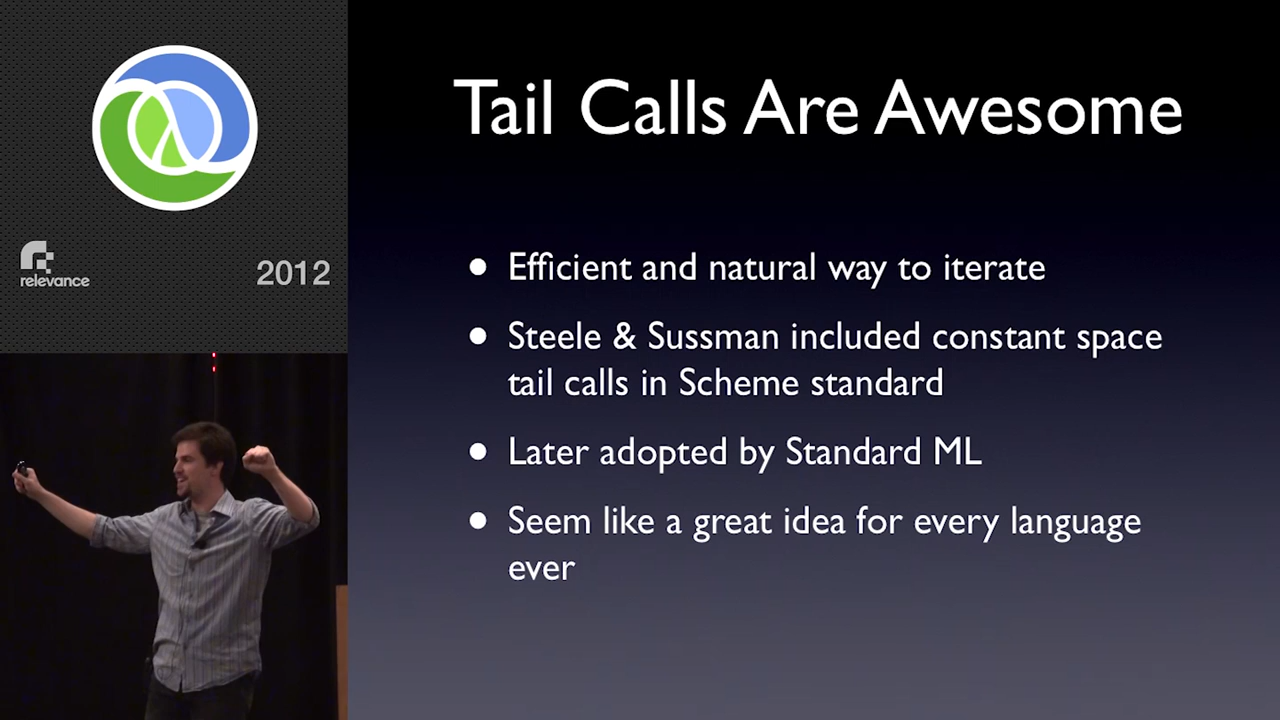 Tail Calls Are Awesome
relevance
2012
• Efficient and natural way to iterate
• Steele & Sussman included constant space
tail calls in Scheme standard
• Later adopted by Standard ML
• Seem like a great idea for every language
ever